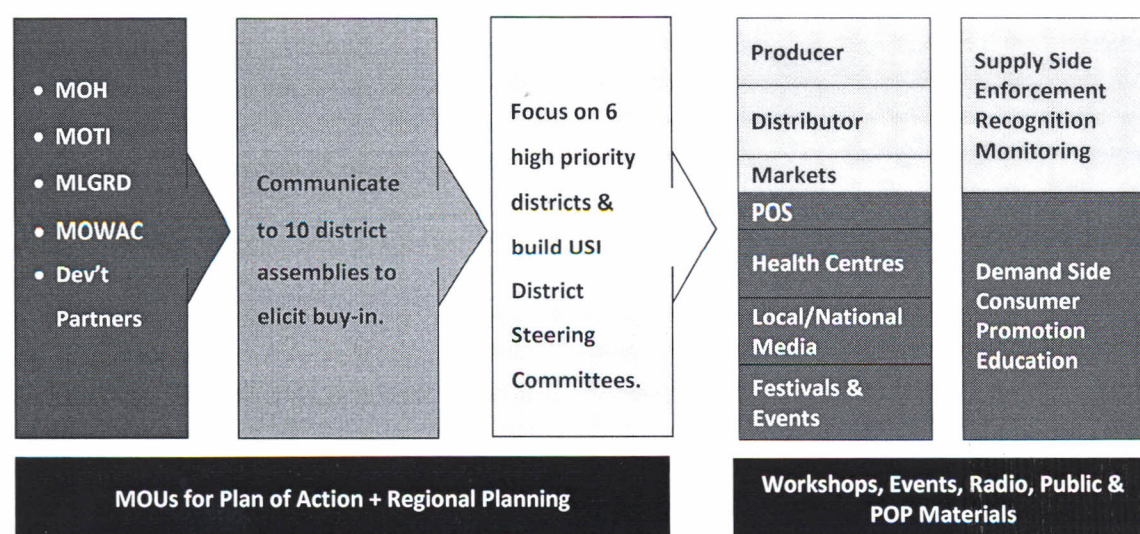 • MOH
• MOTI
• MLGRD
• MOWAC
• Dev't
Partners
Communicate
to 10 district
assemblies to
elicit buy-in.
Focus on 6
high priority
districts &
build USI
District
Steering
Committees.
Producer
Distributor
Markets
POS
Health Centres
Local/National
Media
Festivals &
Events
Supply Side
Enforcement
Recognition
Monitoring
Demand Side
Consumer
Promotion
Education
MOUs for Plan of Action + Regional Planning
Workshops, Events, Radio, Public &
POP Materials